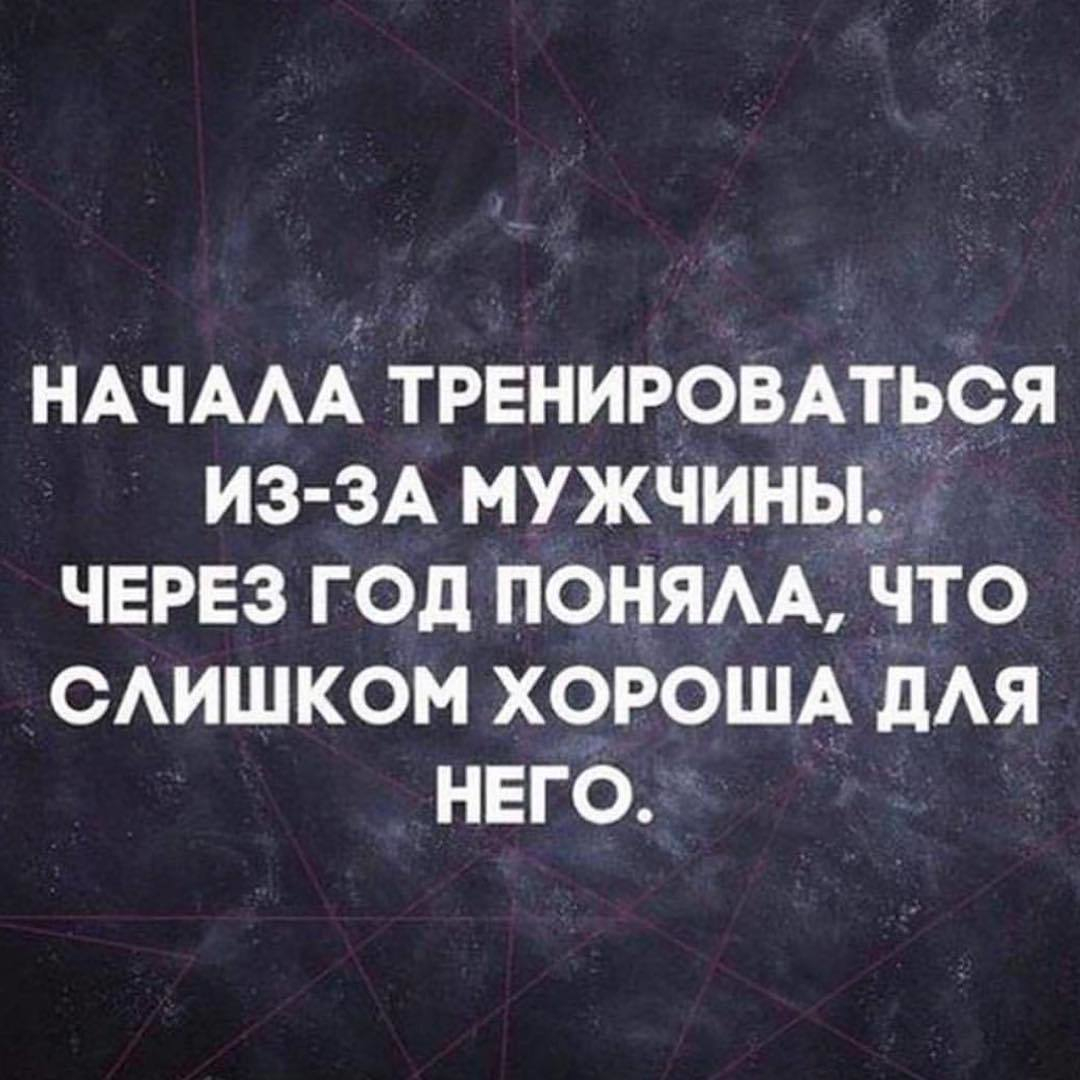 НАЧАЛА ТРЕНИРОВАТЬСЯ
ИЗ-ЗА МУЖЧИНЫ.
ЧЕРЕЗ ГОД ПОНЯЛА, ЧТО
СЛИШКОМ ХОРОША ДЛЯ
НЕГО.